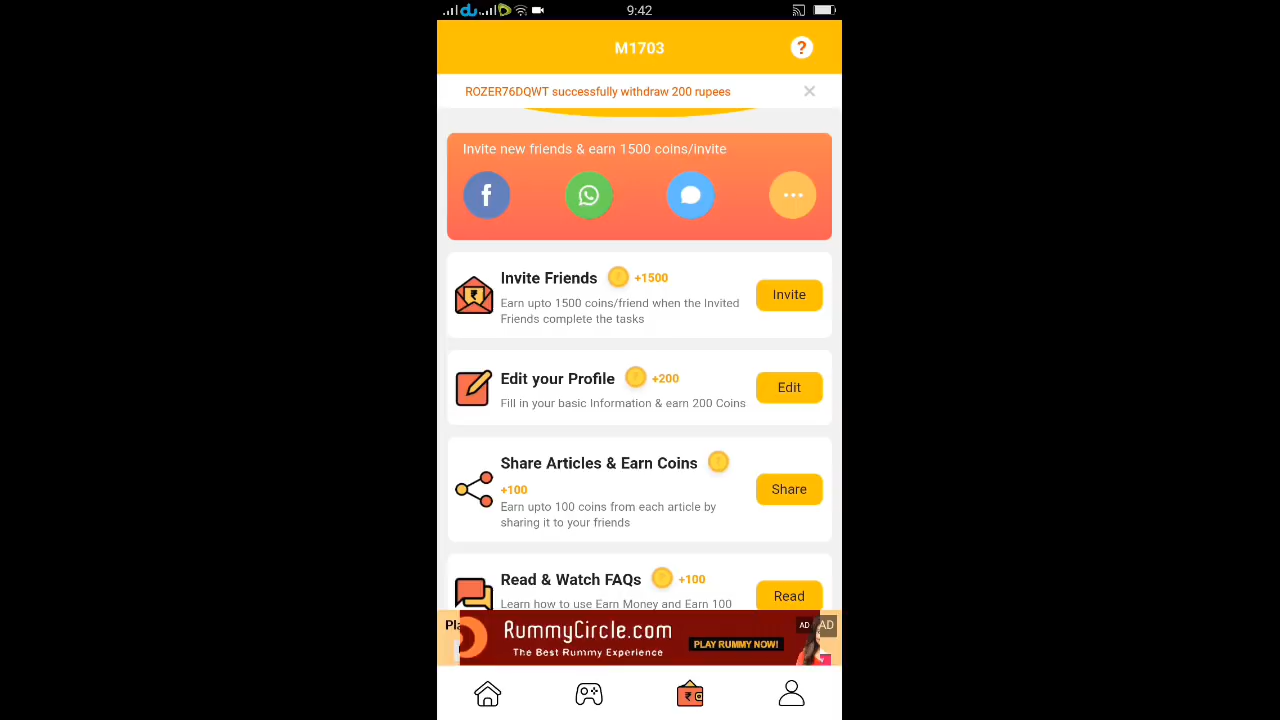 du
9:42
M1703
?
ROZER76DQWT successfully withdraw 200 rupees
Invite new friends & earn 1500 coins/invite
Invite Friends +1500
Earn upto 1500 coins/friend when the Invited
Friends complete the tasks
Invite
Edit your Profile +200
Fill in your basic Information & earn 200 Coins
Edit
Share Articles & Earn Coins
+100
Earn upto 100 coins from each article by
sharing it to your friends
Share
Read & Watch FAQs +100
Learn how to use Earn Money and Earn 100
Read
RummyCircle.com
The Best Rummy Experience
PLAY RUMMY NOW!
AD
AD